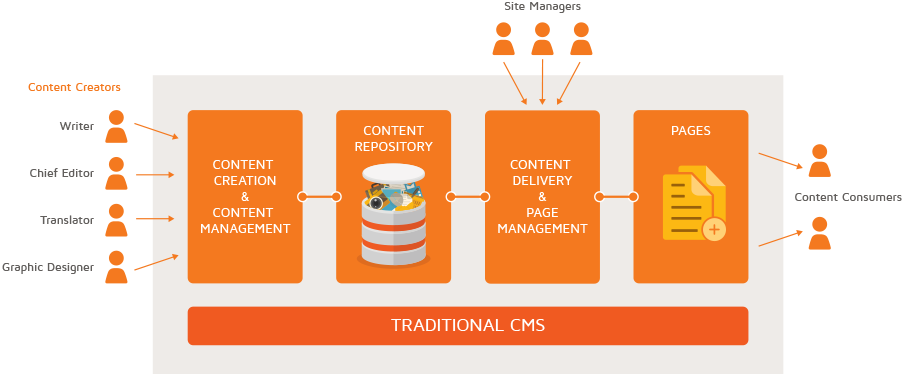 Site Managers
Content Creators
Writer
Chief Editor
Translator
Graphic Designer
CONTENT
CREATION
&
CONTENT
MANAGEMENT
CONTENT
REPOSITORY
CONTENT
DELIVERY
&
PAGE
MANAGEMENT
PAGES
Content Consumers
TRADITIONAL CMS